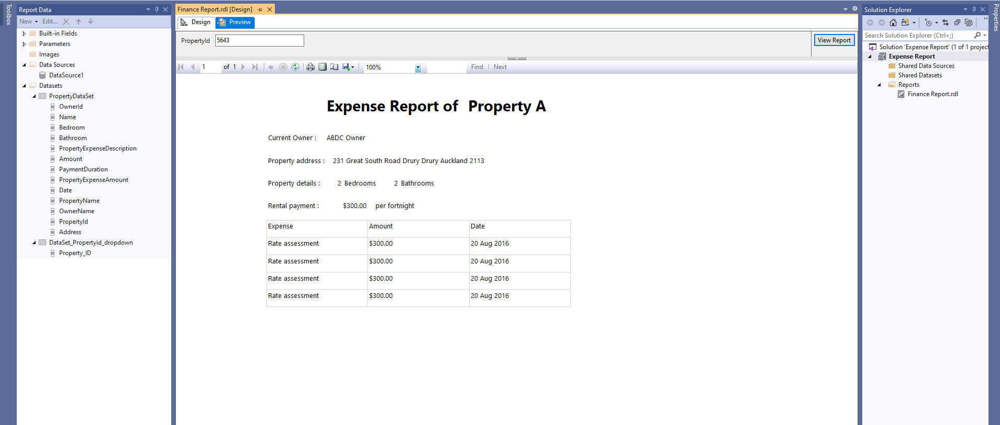 Toolbox
Report Data
New Edit...
Built-in Fields
Parameters
Images
Data Sources
DataSource1
Datasets
PropertyDataSet
OwnerId
Name
Bedroom
Bathroom
PropertyExpenseDescription
Amount
PaymentDuration
PropertyExpenseAmount
Date
PropertyName
OwnerName
PropertyId
Address
DataSet_Propertyid_dropdown
Property_ID
Finance Report.rdl [Design]
Design Preview
PropertyId 5643 View Report
1 of 1 100% Find | Next
Expense Report of Property A
Current Owner : ABDC Owner
Property address : 231 Great South Road Drury Drury Auckland 2113
Property details : 2 Bedrooms 2 Bathrooms
Rental payment : $300.00 per fortnight
Expense Amount Date
Rate assessment $300.00 20 Aug 2016
Rate assessment $300.00 20 Aug 2016
Rate assessment $300.00 20 Aug 2016
Rate assessment $300.00 20 Aug 2016
Solution Explorer
Search Solution Explorer (Ctrl+;)
Solution 'Expense Report' (1 of 1 project
Expense Report
Shared Data Sources
Shared Datasets
Reports
Finance Report.rdl
Properties